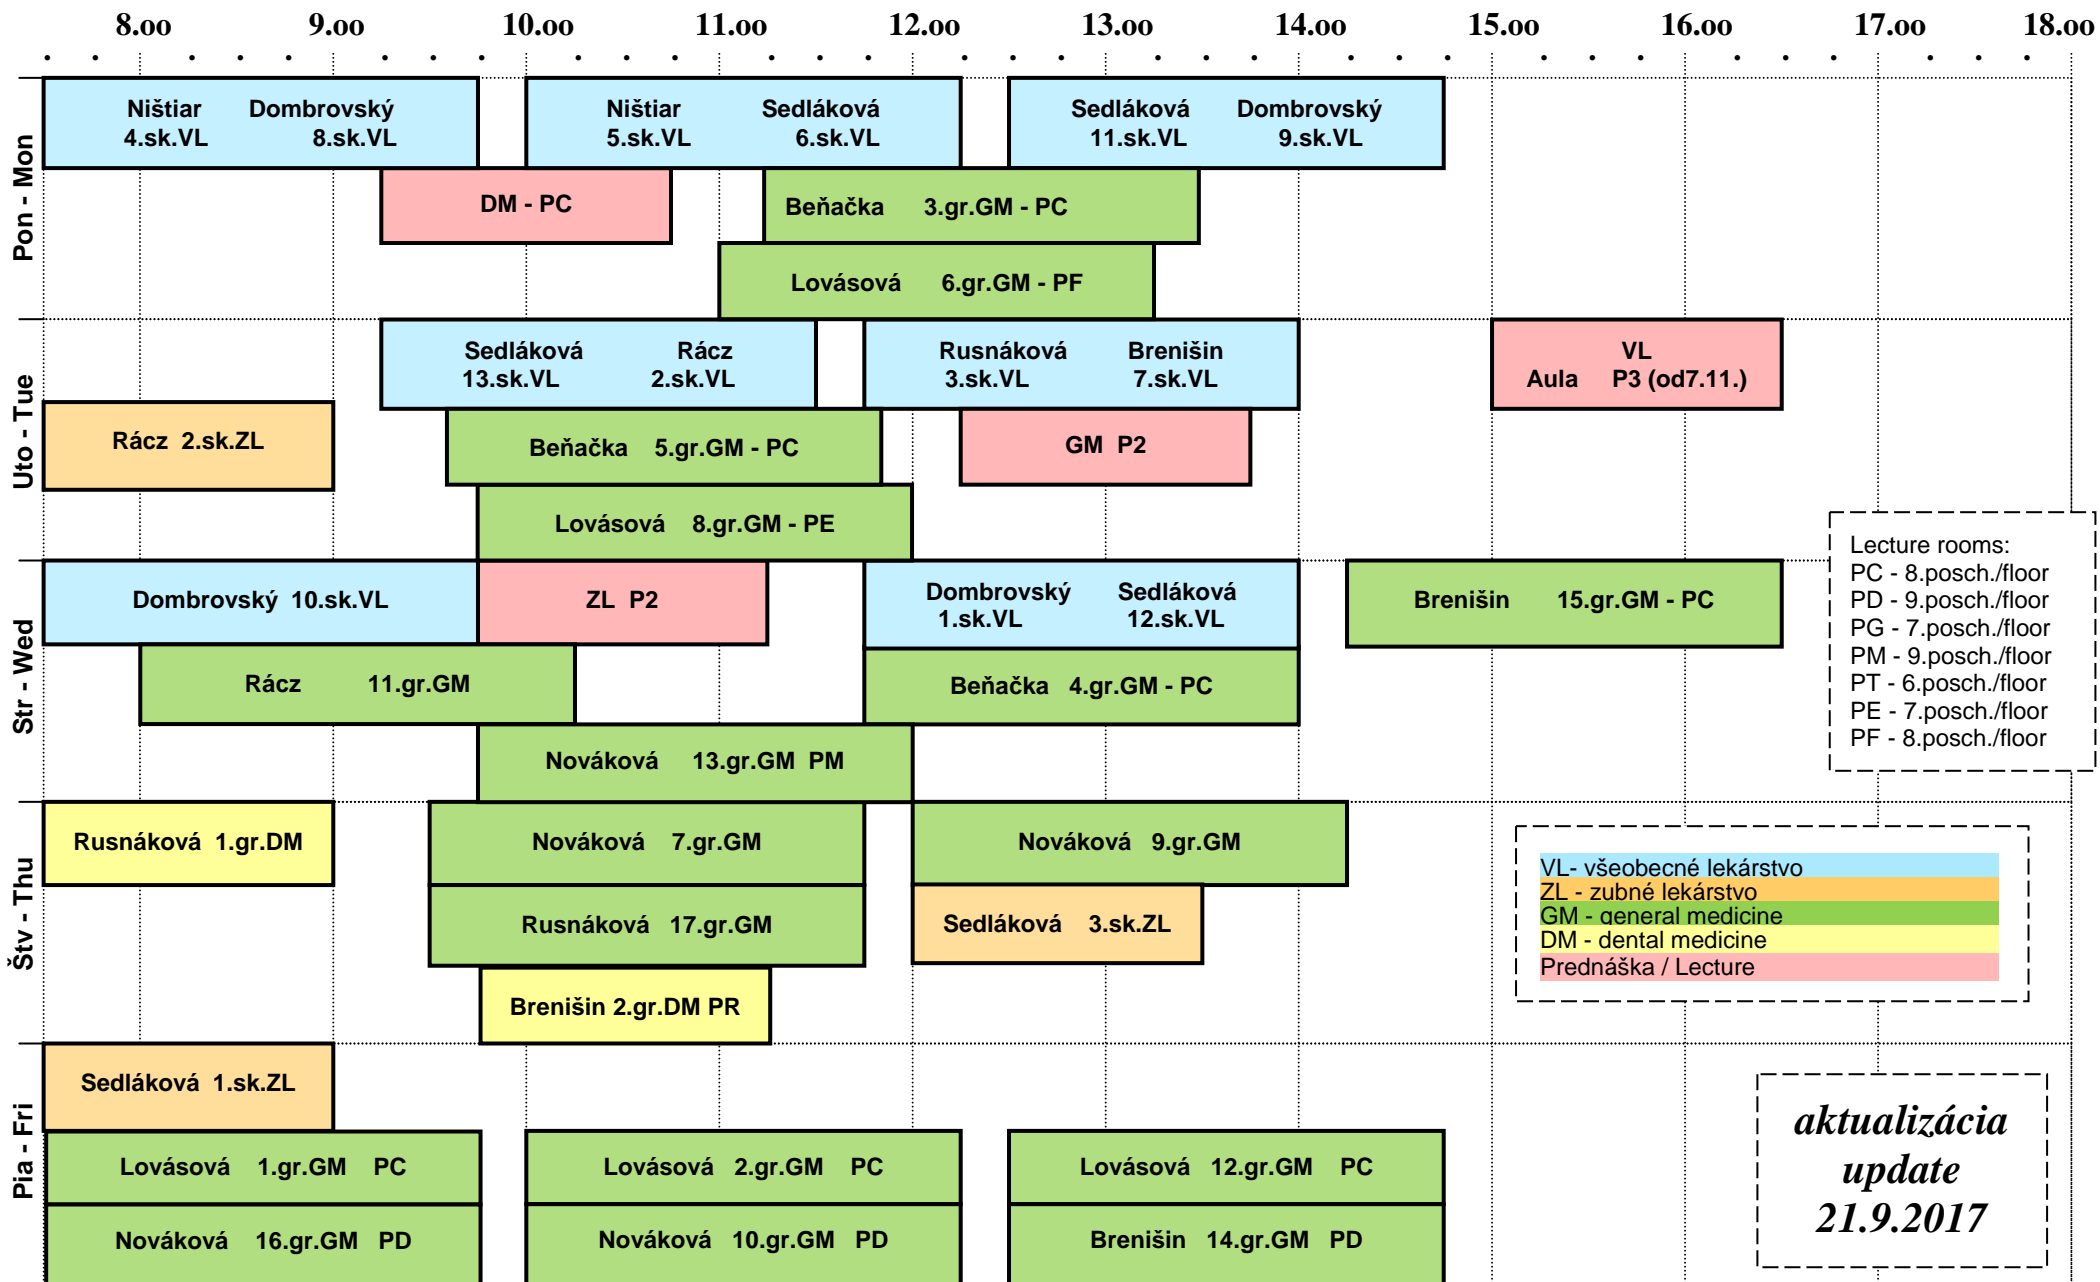 8.00 9.00 10.00 11.00 12.00 13.00 14.00 15.00 16.00 17.00 18.00
Pon - Mon
Ništiar Dombrovský
4.sk.VL 8.sk.VL
Ništiar Sedláková
5.sk.VL 6.sk.VL
Sedláková Dombrovský
11.sk.VL 9.sk.VL
DM - PC
Beňačka 3.gr.GM - PC
Lovásová 6.gr.GM - PF
Uto - Tue
Sedláková Rácz
13.sk.VL 2.sk.VL
Rusnáková Brenišin
3.sk.VL 7.sk.VL
VL
Aula P3 (od7.11.)
Rácz 2.sk.ZL
Beňačka 5.gr.GM - PC
GM P2
Lovásová 8.gr.GM - PE
Str - Wed
Dombrovský 10.sk.VL
ZL P2
Dombrovský Sedláková
1.sk.VL 12.sk.VL
Brenišin 15.gr.GM - PC
Rácz 11.gr.GM
Beňačka 4.gr.GM - PC
Nováková 13.gr.GM PM
Lecture rooms:
PC - 8.posch./floor
PD - 9.posch./floor
PG - 7.posch./floor
PM - 9.posch./floor
PT - 6.posch./floor
PE - 7.posch./floor
PF - 8.posch./floor
Štv - Thu
Rusnáková 1.gr.DM
Nováková 7.gr.GM
Nováková 9.gr.GM
Rusnáková 17.gr.GM
Sedláková 3.sk.ZL
Brenišin 2.gr.DM PR
VL- všeobecné lekárstvo
ZL - zubné lekárstvo
GM - general medicine
DM - dental medicine
Prednáška / Lecture
Pia - Fri
Sedláková 1.sk.ZL
Lovásová 1.gr.GM PC
Lovásová 2.gr.GM PC
Lovásová 12.gr.GM PC
Nováková 16.gr.GM PD
Nováková 10.gr.GM PD
Brenišin 14.gr.GM PD
aktualizácia
update
21.9.2017